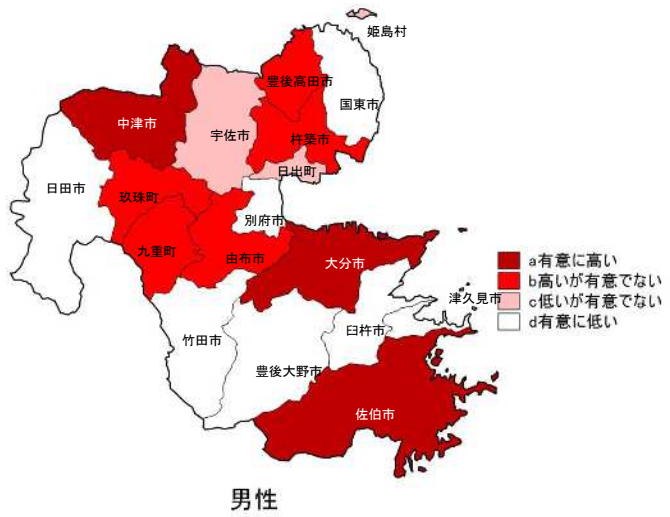 姫島村
豊後高田市
国東市
中津市
宇佐市
杵築市
日出町
日田市
玖珠町
別府市
九重町
由布市
大分市
a有意に高い
b高いが有意でない
c低いが有意でない
d有意に低い
津久見市
臼杵市
竹田市
豊後大野市
佐伯市
男性